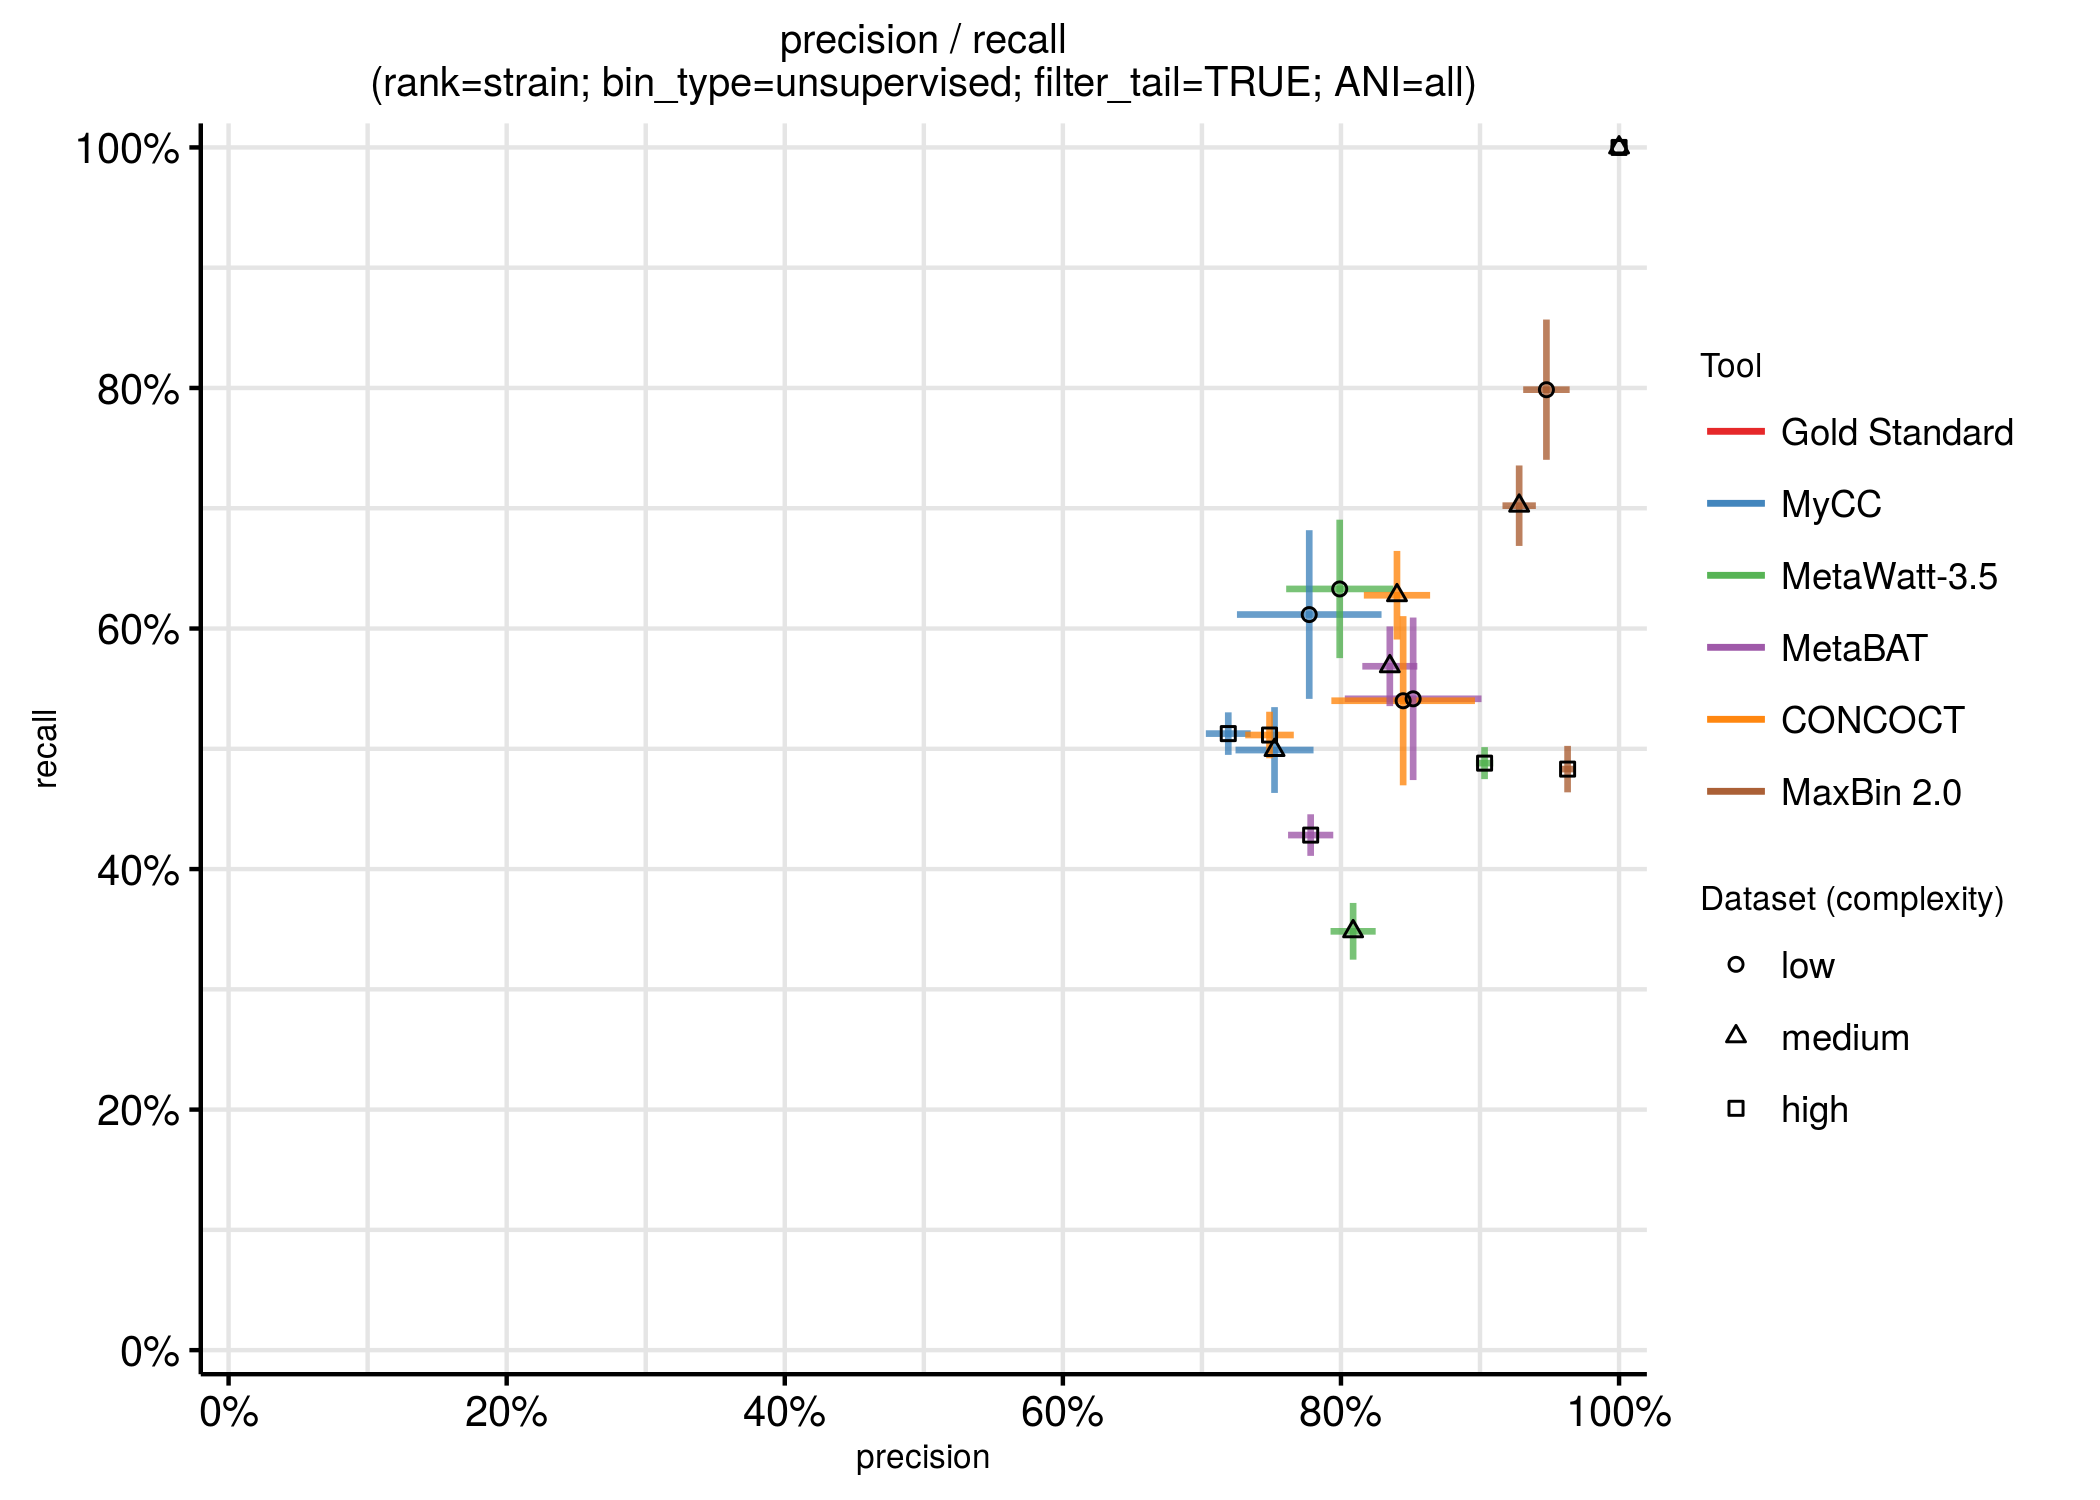 precision / recall
(rank=strain; bin_type=unsupervised; filter_tail=TRUE; ANI=all)
100%
80%
60%
40%
20%
0%
recall
0%
20%
40%
60%
80%
100%
precision
Tool
Gold Standard
MyCC
MetaWatt-3.5
MetaBAT
CONCOCT
MaxBin 2.0
Dataset (complexity)
low
medium
high